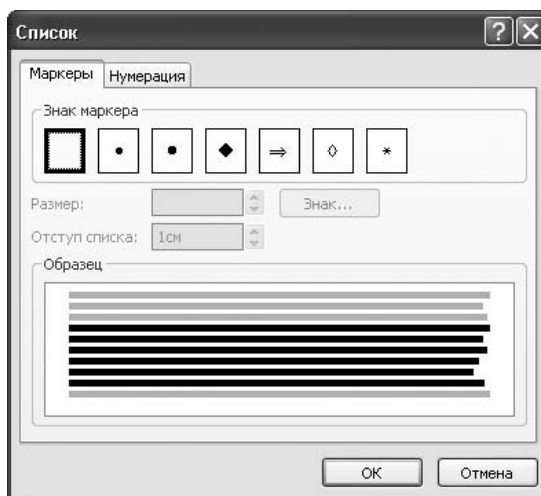 Список
Маркеры Нумерация
Знак маркера
Размер: Знак...
Отступ списка: 1см
Образец
ОК Отмена